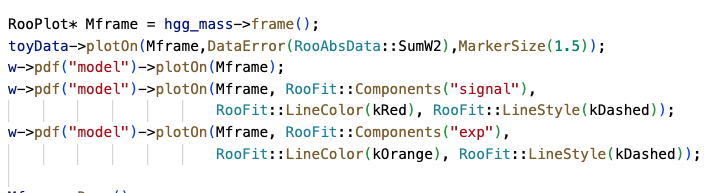 RooPlot* Mframe = hgg_mass->frame();
toyData->plotOn(Mframe,DataError(RooAbsData::SumW2),MarkerSize(1.5));
w->pdf("model")->plotOn(Mframe);
w->pdf("model")->plotOn(Mframe, RooFit::Components("signal"),
RooFit::LineColor(kRed), RooFit::LineStyle(kDashed));
w->pdf("model")->plotOn(Mframe, RooFit::Components("exp"),
RooFit::LineColor(kOrange), RooFit::LineStyle(kDashed));